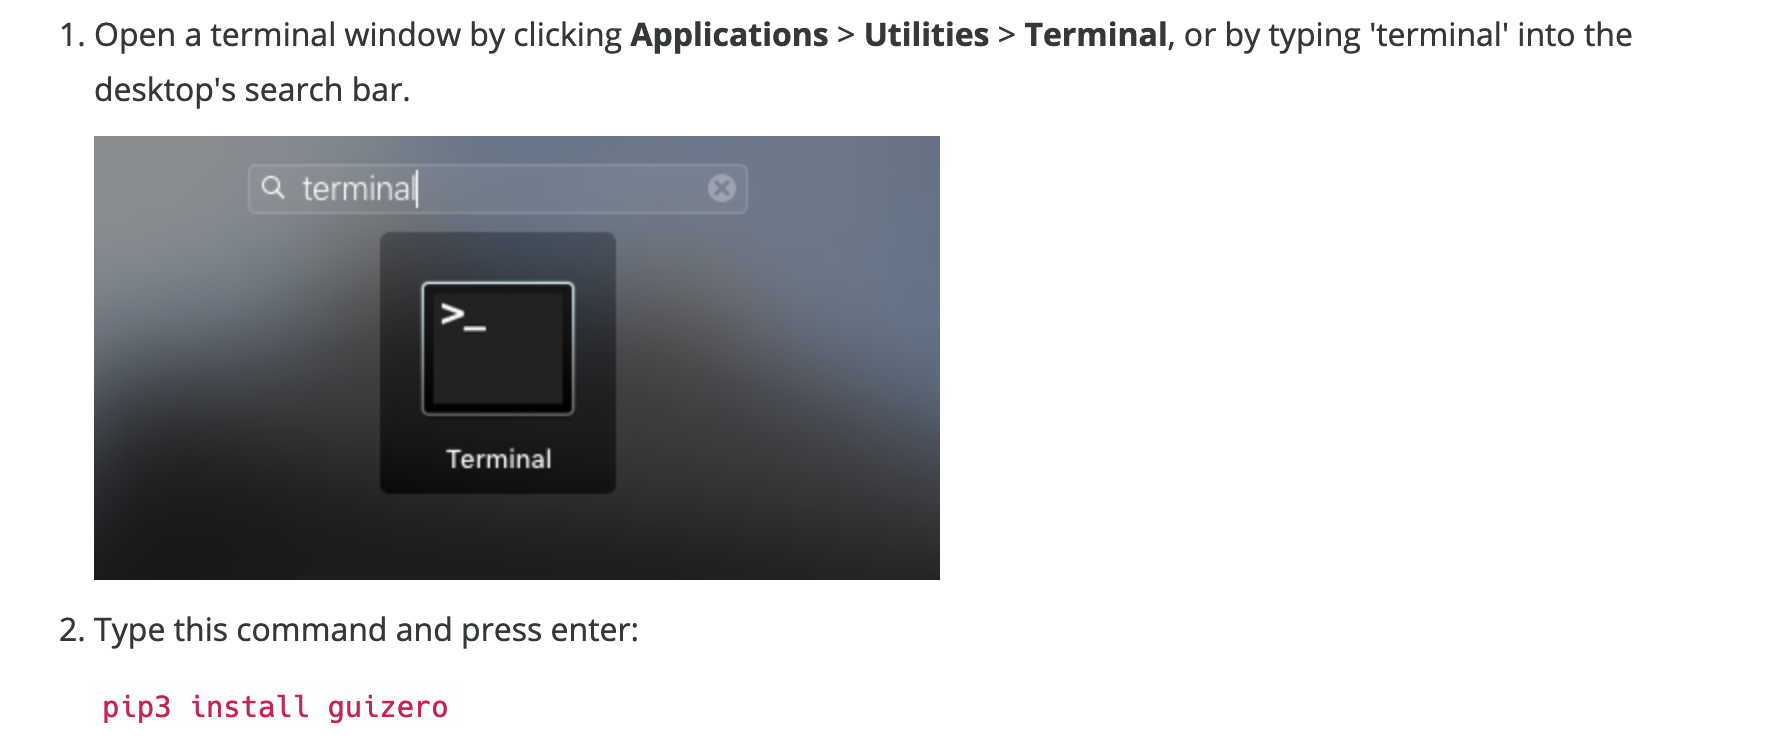 1. Open a terminal window by clicking Applications > Utilities > Terminal, or by typing 'terminal' into the
desktop's search bar.
terminal
>_
Terminal
2. Type this command and press enter:
pip3 install guizero